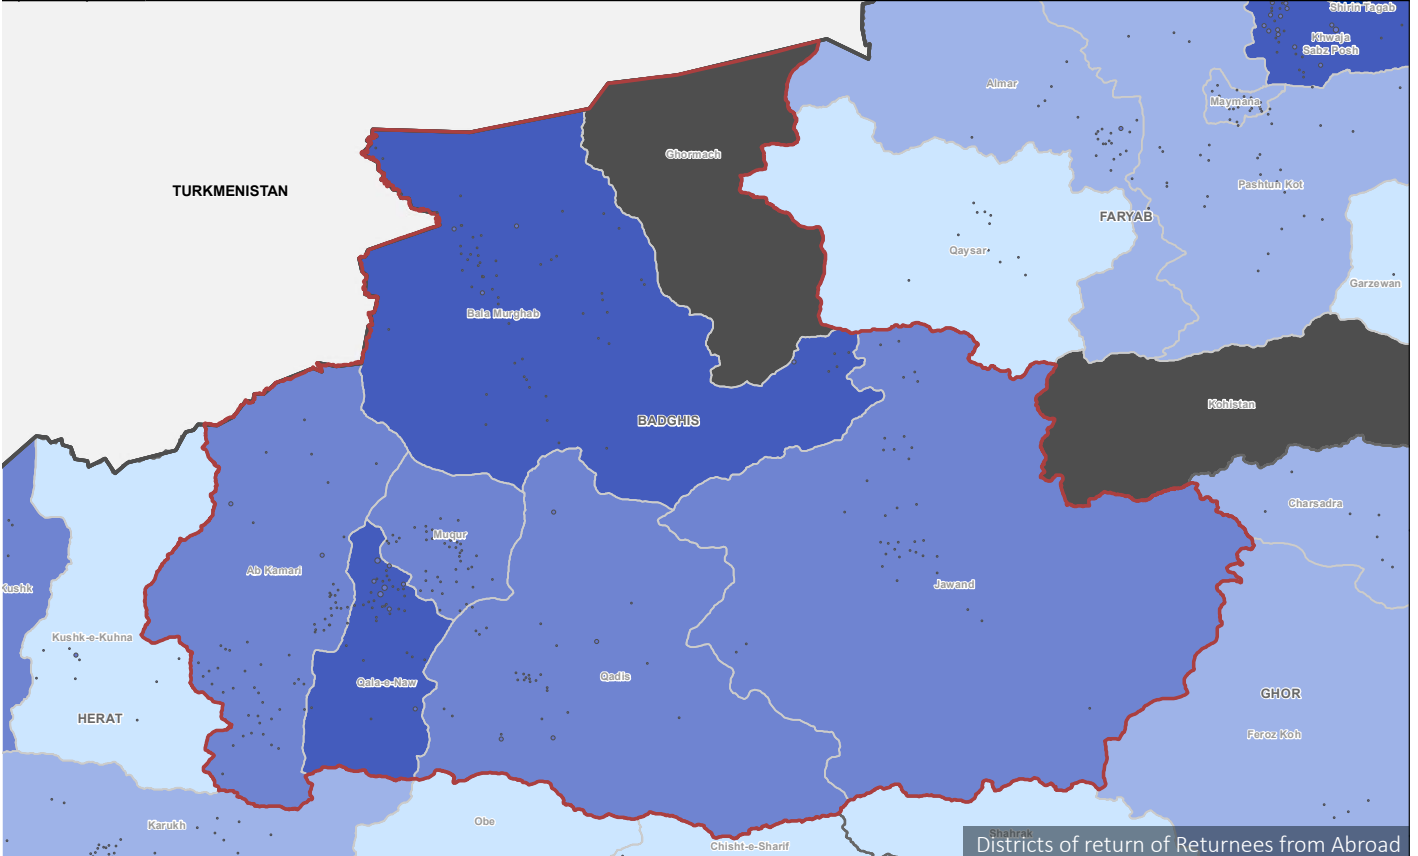 Shirin Tagab
Khwaja
Sabz Posh
Almar
Maymana
Ghormach
Pashtun Kot
TURKMENISTAN
FARYAB
Qaysar
Garzewan
Bala Murghab
Kohistan
BADGHIS
Charsadra
Muqur
Ab Kamari
Jawand
Kushk
Kushk-e-Kuhna
Qadis
Qala-e-Naw
GHOR
HERAT
Feroz Koh
Karukh
Obe
Shahrak
Chisht-e-Sharif
Districts of return of Returnees from Abroad